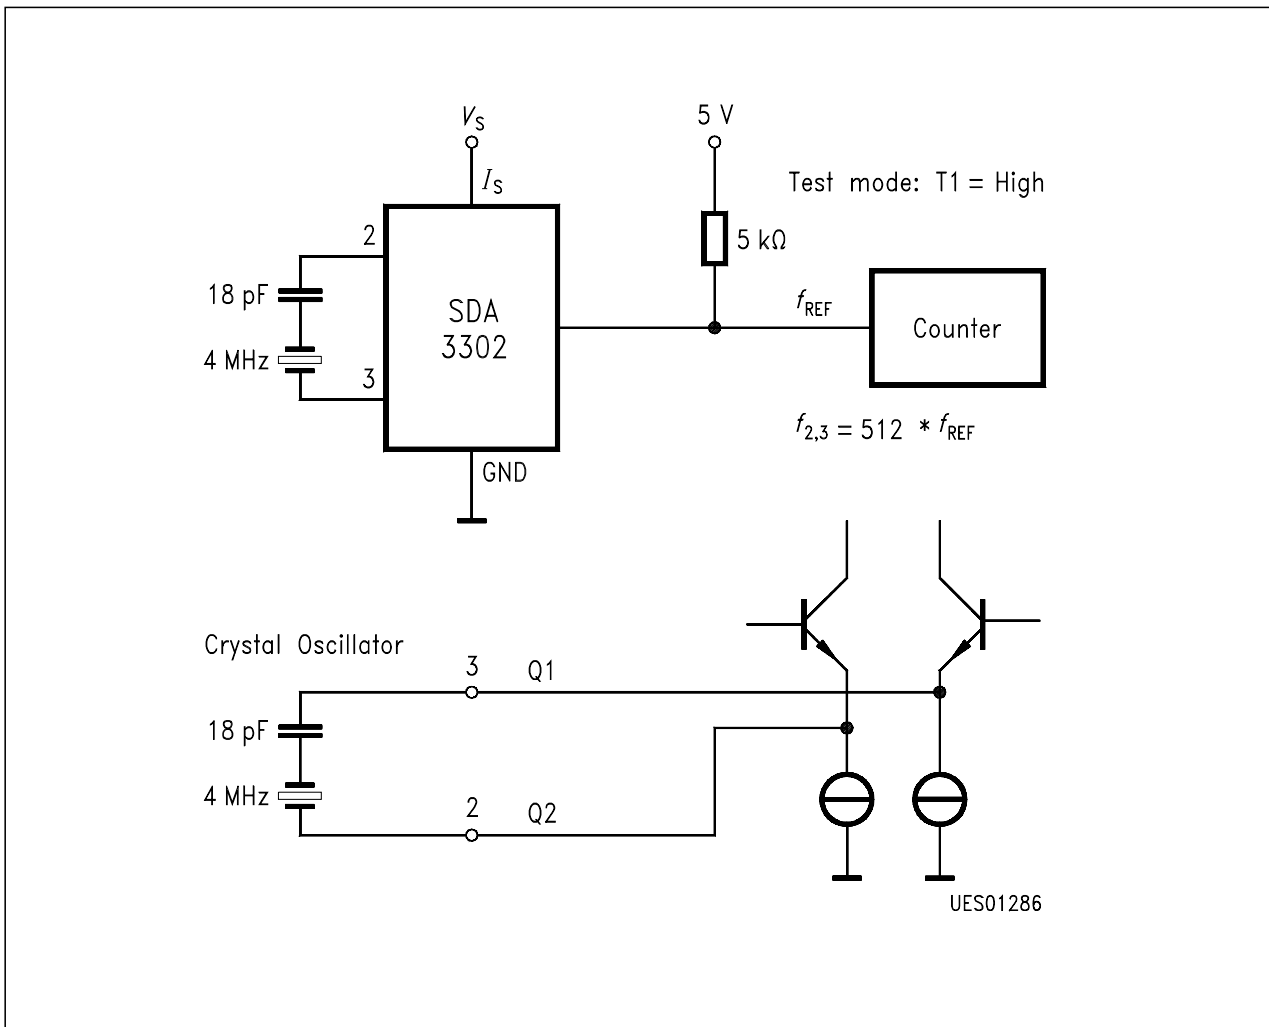 V_S
I_S
5 V
Test mode: T1 = High
2
5 kΩ
18 pF
SDA
3302
f_REF
Counter
4 MHz
3
f_2,3 = 512 * f_REF
GND
Crystal Oscillator
3
Q1
18 pF
4 MHz
2
Q2
UES01286